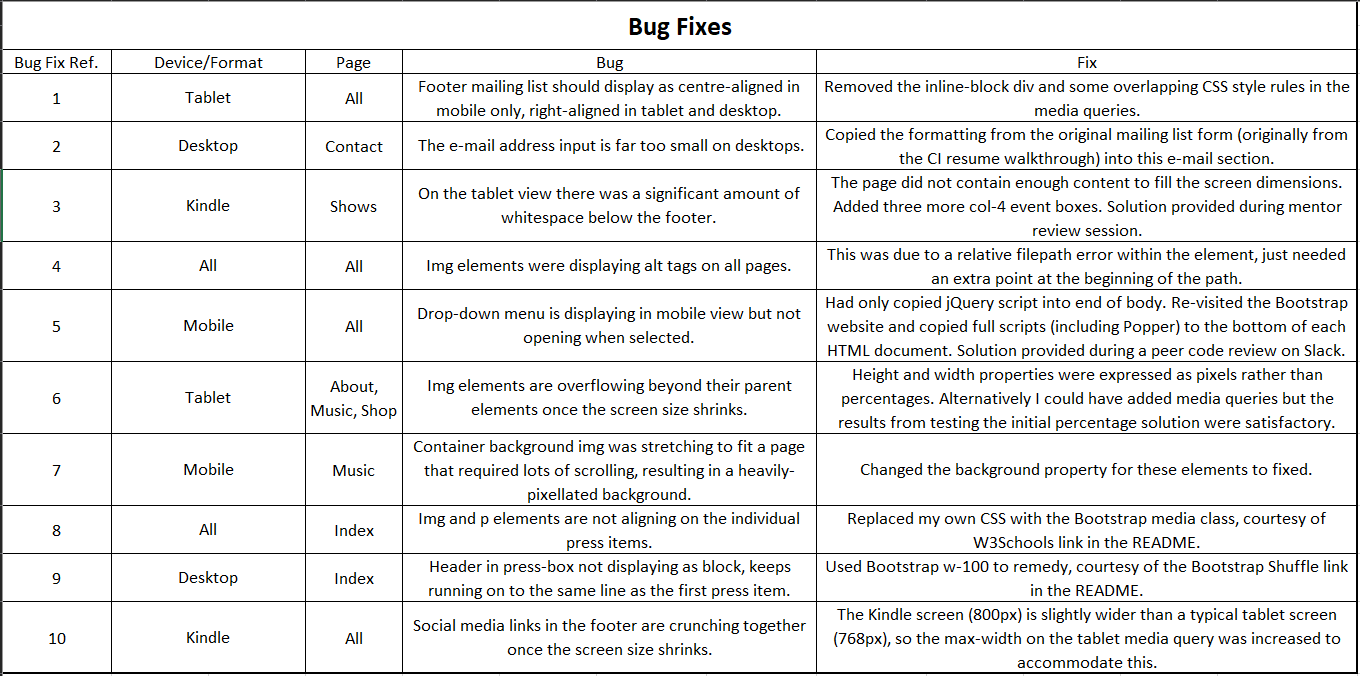 Bug Fixes
Bug Fix Ref. Device/Format Page Bug Fix
1 Tablet All Footer mailing list should display as centre-aligned in
mobile only, right-aligned in tablet and desktop. Removed the inline-block div and some overlapping CSS style rules in the
media queries.
2 Desktop Contact The e-mail address input is far too small on desktops. Copied the formatting from the original mailing list form (originally from
the CI resume walkthrough) into this e-mail section.
3 Kindle Shows On the tablet view there was a significant amount of
whitespace below the footer. The page did not contain enough content to fill the screen dimensions.
Added three more col-4 event boxes. Solution provided during mentor
review session.
4 All All Img elements were displaying alt tags on all pages. This was due to a relative filepath error within the element, just needed
an extra point at the beginning of the path.
5 Mobile All Drop-down menu is displaying in mobile view but not
opening when selected. Had only copied jQuery script into end of body. Re-visited the Bootstrap
website and copied full scripts (including Popper) to the bottom of each
HTML document. Solution provided during a peer code review on Slack.
6 Tablet About,
Music, Shop Img elements are overflowing beyond their parent
elements once the screen size shrinks. Height and width properties were expressed as pixels rather than
percentages. Alternatively I could have added media queries but the
results from testing the initial percentage solution were satisfactory.
7 Mobile Music Container background img was stretching to fit a page
that required lots of scrolling, resulting in a heavily-
pixellated background. Changed the background property for these elements to fixed.
8 All Index Img and p elements are not aligning on the individual
press items. Replaced my own CSS with the Bootstrap media class, courtesy of
W3Schools link in the README.
9 Desktop Index Header in press-box not displaying as block, keeps
running on to the same line as the first press item. Used Bootstrap w-100 to remedy, courtesy of the Bootstrap Shuffle link
in the README.
10 Kindle All Social media links in the footer are crunching together
once the screen size shrinks. The Kindle screen (800px) is slightly wider than a typical tablet screen
(768px), so the max-width on the tablet media query was increased to
accommodate this.